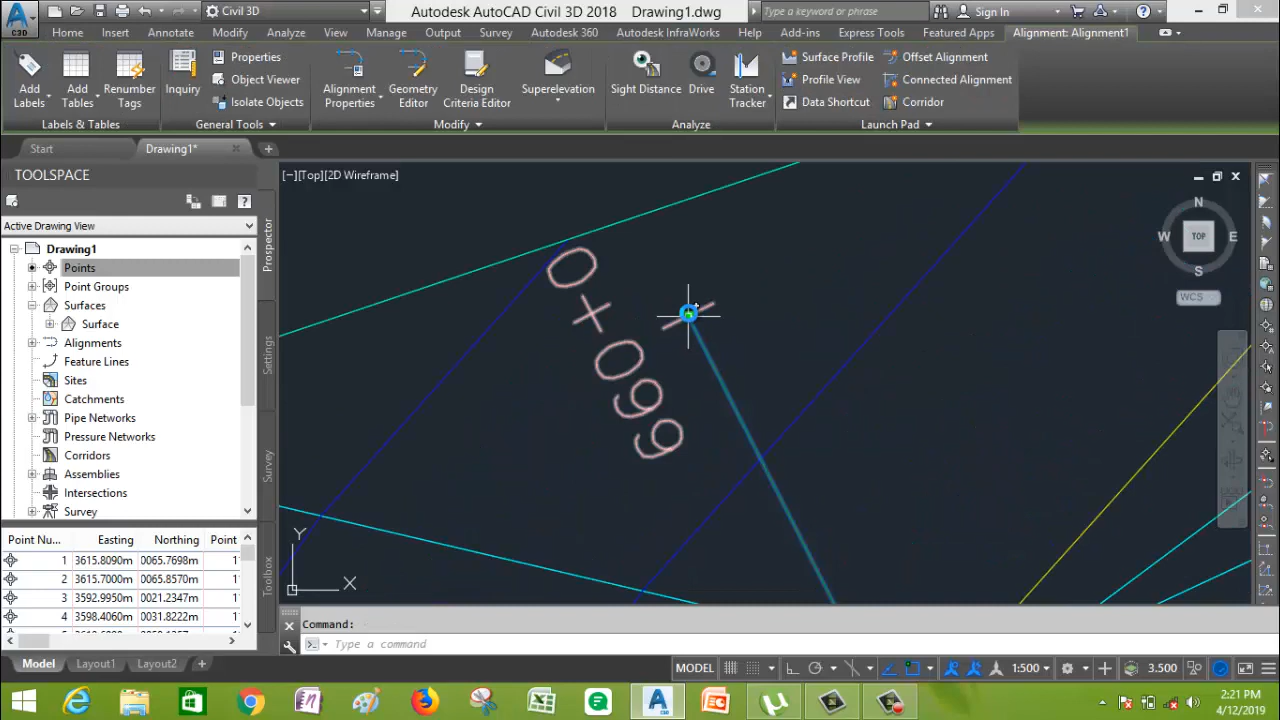 C3D
Civil 3D
Autodesk AutoCAD Civil 3D 2018 Drawing1.dwg
Type a keyword or phrase
Sign In
Home Insert Annotate Modify Analyze View Manage Output Survey Autodesk 360 Autodesk InfraWorks Help Add-ins Express Tools Featured Apps Alignment: Alignment1
Add Labels
Add Tables
Renumber Tags
Inquiry
Properties
Object Viewer
Isolate Objects
Alignment Properties
Geometry Editor
Design Criteria Editor
Superelevation
Sight Distance
Drive
Station Tracker
Surface Profile
Profile View
Data Shortcut
Offset Alignment
Connected Alignment
Corridor
Labels & Tables General Tools Modify Analyze Launch Pad
Start Drawing1*
TOOLSPACE
Active Drawing View
Drawing1
Points
Point Groups
Surfaces
Surface
Alignments
Feature Lines
Sites
Catchments
Pipe Networks
Pressure Networks
Corridors
Assemblies
Intersections
Survey
Prospector
Settings
Survey
Toolbox
Point Nu... Easting Northing Point
1 3615.8090m 0065.7698m 1
2 3615.7000m 0065.8570m 1
3 3592.9950m 0021.2347m 1
4 3598.4060m 0031.8222m 1
[−][Top][2D Wireframe]
0+099
N
W TOP E
S
WCS
Y
X
Command:
Type a command
Model Layout1 Layout2
MODEL 1:500 3.500
2:21 PM
4/12/2019